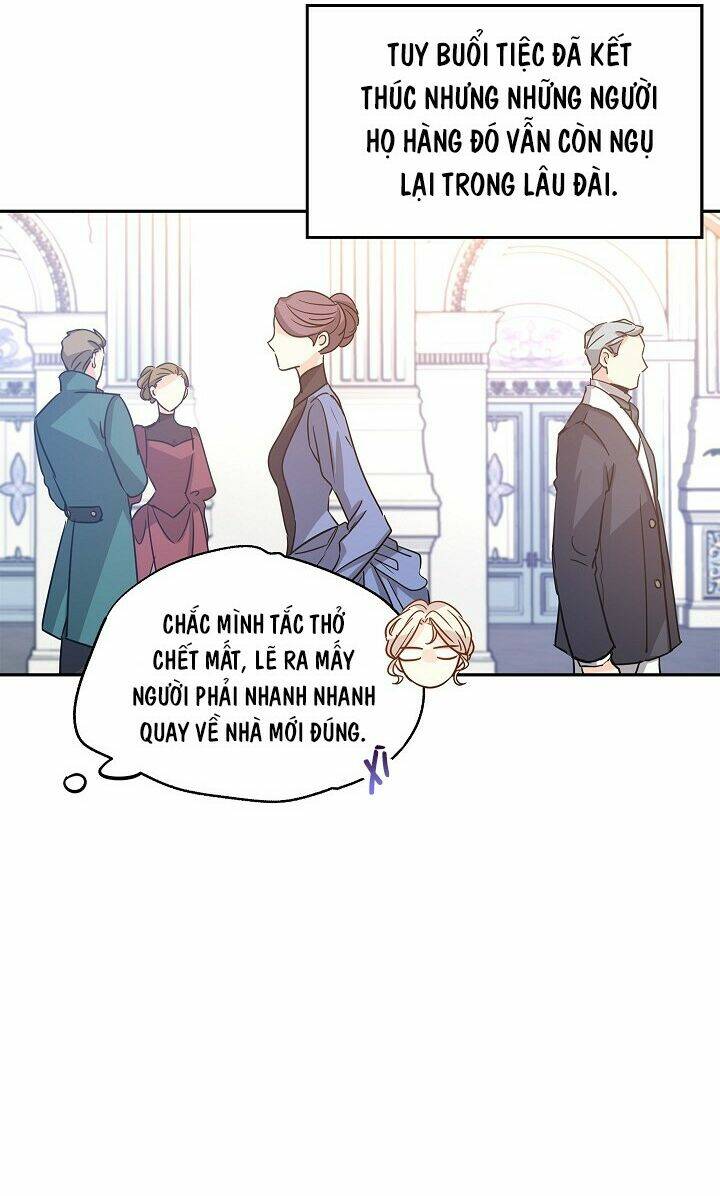 TUY BUỔI TIỆC ĐÃ KẾT
THÚC NHƯNG NHỮNG NGƯỜI
HỌ HÀNG ĐÓ VẪN CÒN NGỤ
LẠI TRONG LÂU ĐÀI.
CHẮC MÌNH TẮC THỞ
CHẾT MẤT, LẼ RA MẤY
NGƯỜI PHẢI NHANH NHANH
QUAY VỀ NHÀ MỚI ĐÚNG.
XÌ